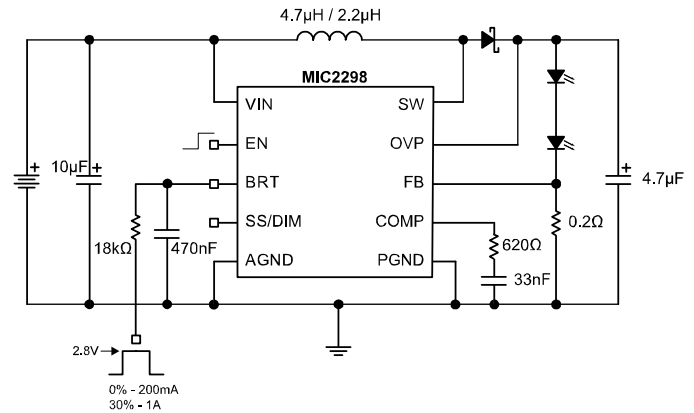 4.7µH / 2.2µH
MIC2298
VIN
SW
EN
OVP
10µF
BRT
FB
4.7µF
SS/DIM
COMP
0.2Ω
18kΩ
470nF
620Ω
AGND
PGND
33nF
2.8V
0% - 200mA
30% - 1A